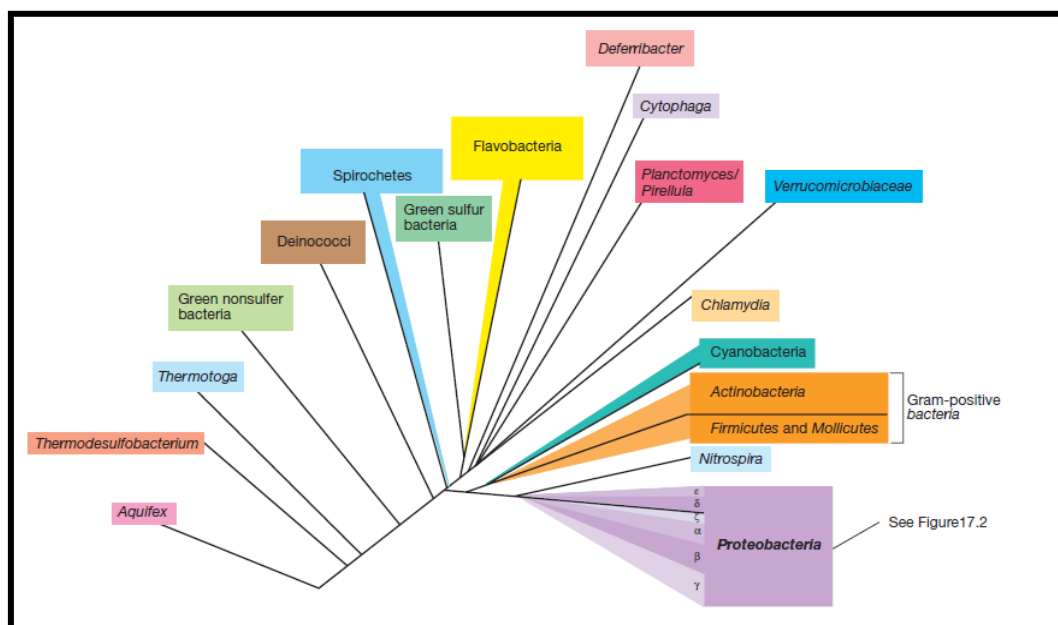 Deferribacter
Cytophaga
Flavobacteria
Planctomyces/
Pirellula
Spirochetes
Verrucomicrobiaceae
Green sulfur
bacteria
Deinococci
Green nonsulfer
bacteria
Chlamydia
Cyanobacteria
Thermotoga
Actinobacteria
Gram-positive
bacteria
Firmicutes and Mollicutes
Thermodesulfobacterium
Nitrospira
Aquifex
ε
δ
ζ
α
Proteobacteria
β
γ
See Figure17.2